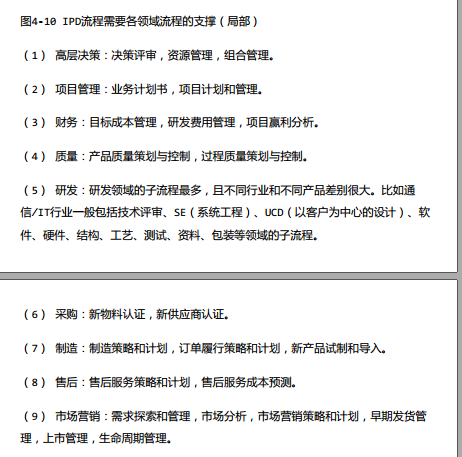 图4-10 IPD流程需要各领域流程的支撑（局部）
（1） 高层决策：决策评审，资源管理，组合管理。
（2） 项目管理：业务计划书，项目计划和管理。
（3） 财务：目标成本管理，研发费用管理，项目赢利分析。
（4） 质量：产品质量策划与控制，过程质量策划与控制。
（5） 研发：研发领域的子流程最多，且不同行业和不同产品差别很大。比如通
信/IT行业一般包括技术评审、SE（系统工程）、UCD（以客户为中心的设计）、软
件、硬件、结构、工艺、测试、资料、包装等领域的子流程。
（6） 采购：新物料认证，新供应商认证。
（7） 制造：制造策略和计划，订单履行策略和计划，新产品试制和导入。
（8） 售后：售后服务策略和计划，售后服务成本预测。
（9） 市场营销：需求探索和管理，市场分析，市场营销策略和计划，早期发货管
理，上市管理，生命周期管理。